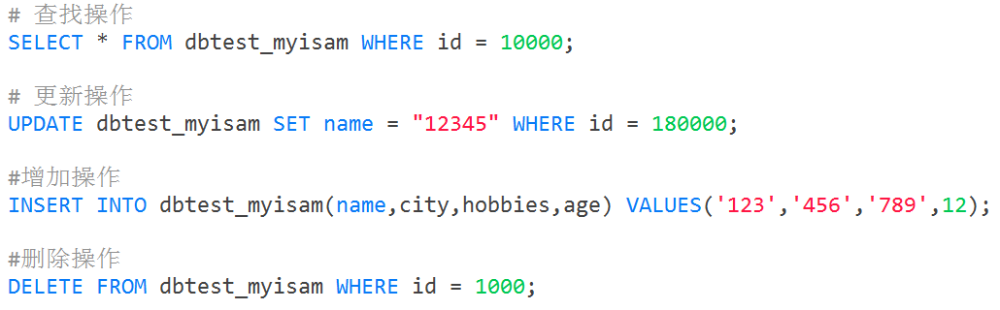 # 查找操作
SELECT * FROM dbtest_myisam WHERE id = 10000;
# 更新操作
UPDATE dbtest_myisam SET name = "12345" WHERE id = 180000;
#增加操作
INSERT INTO dbtest_myisam(name,city,hobbies,age) VALUES('123','456','789',12);
#删除操作
DELETE FROM dbtest_myisam WHERE id = 1000;